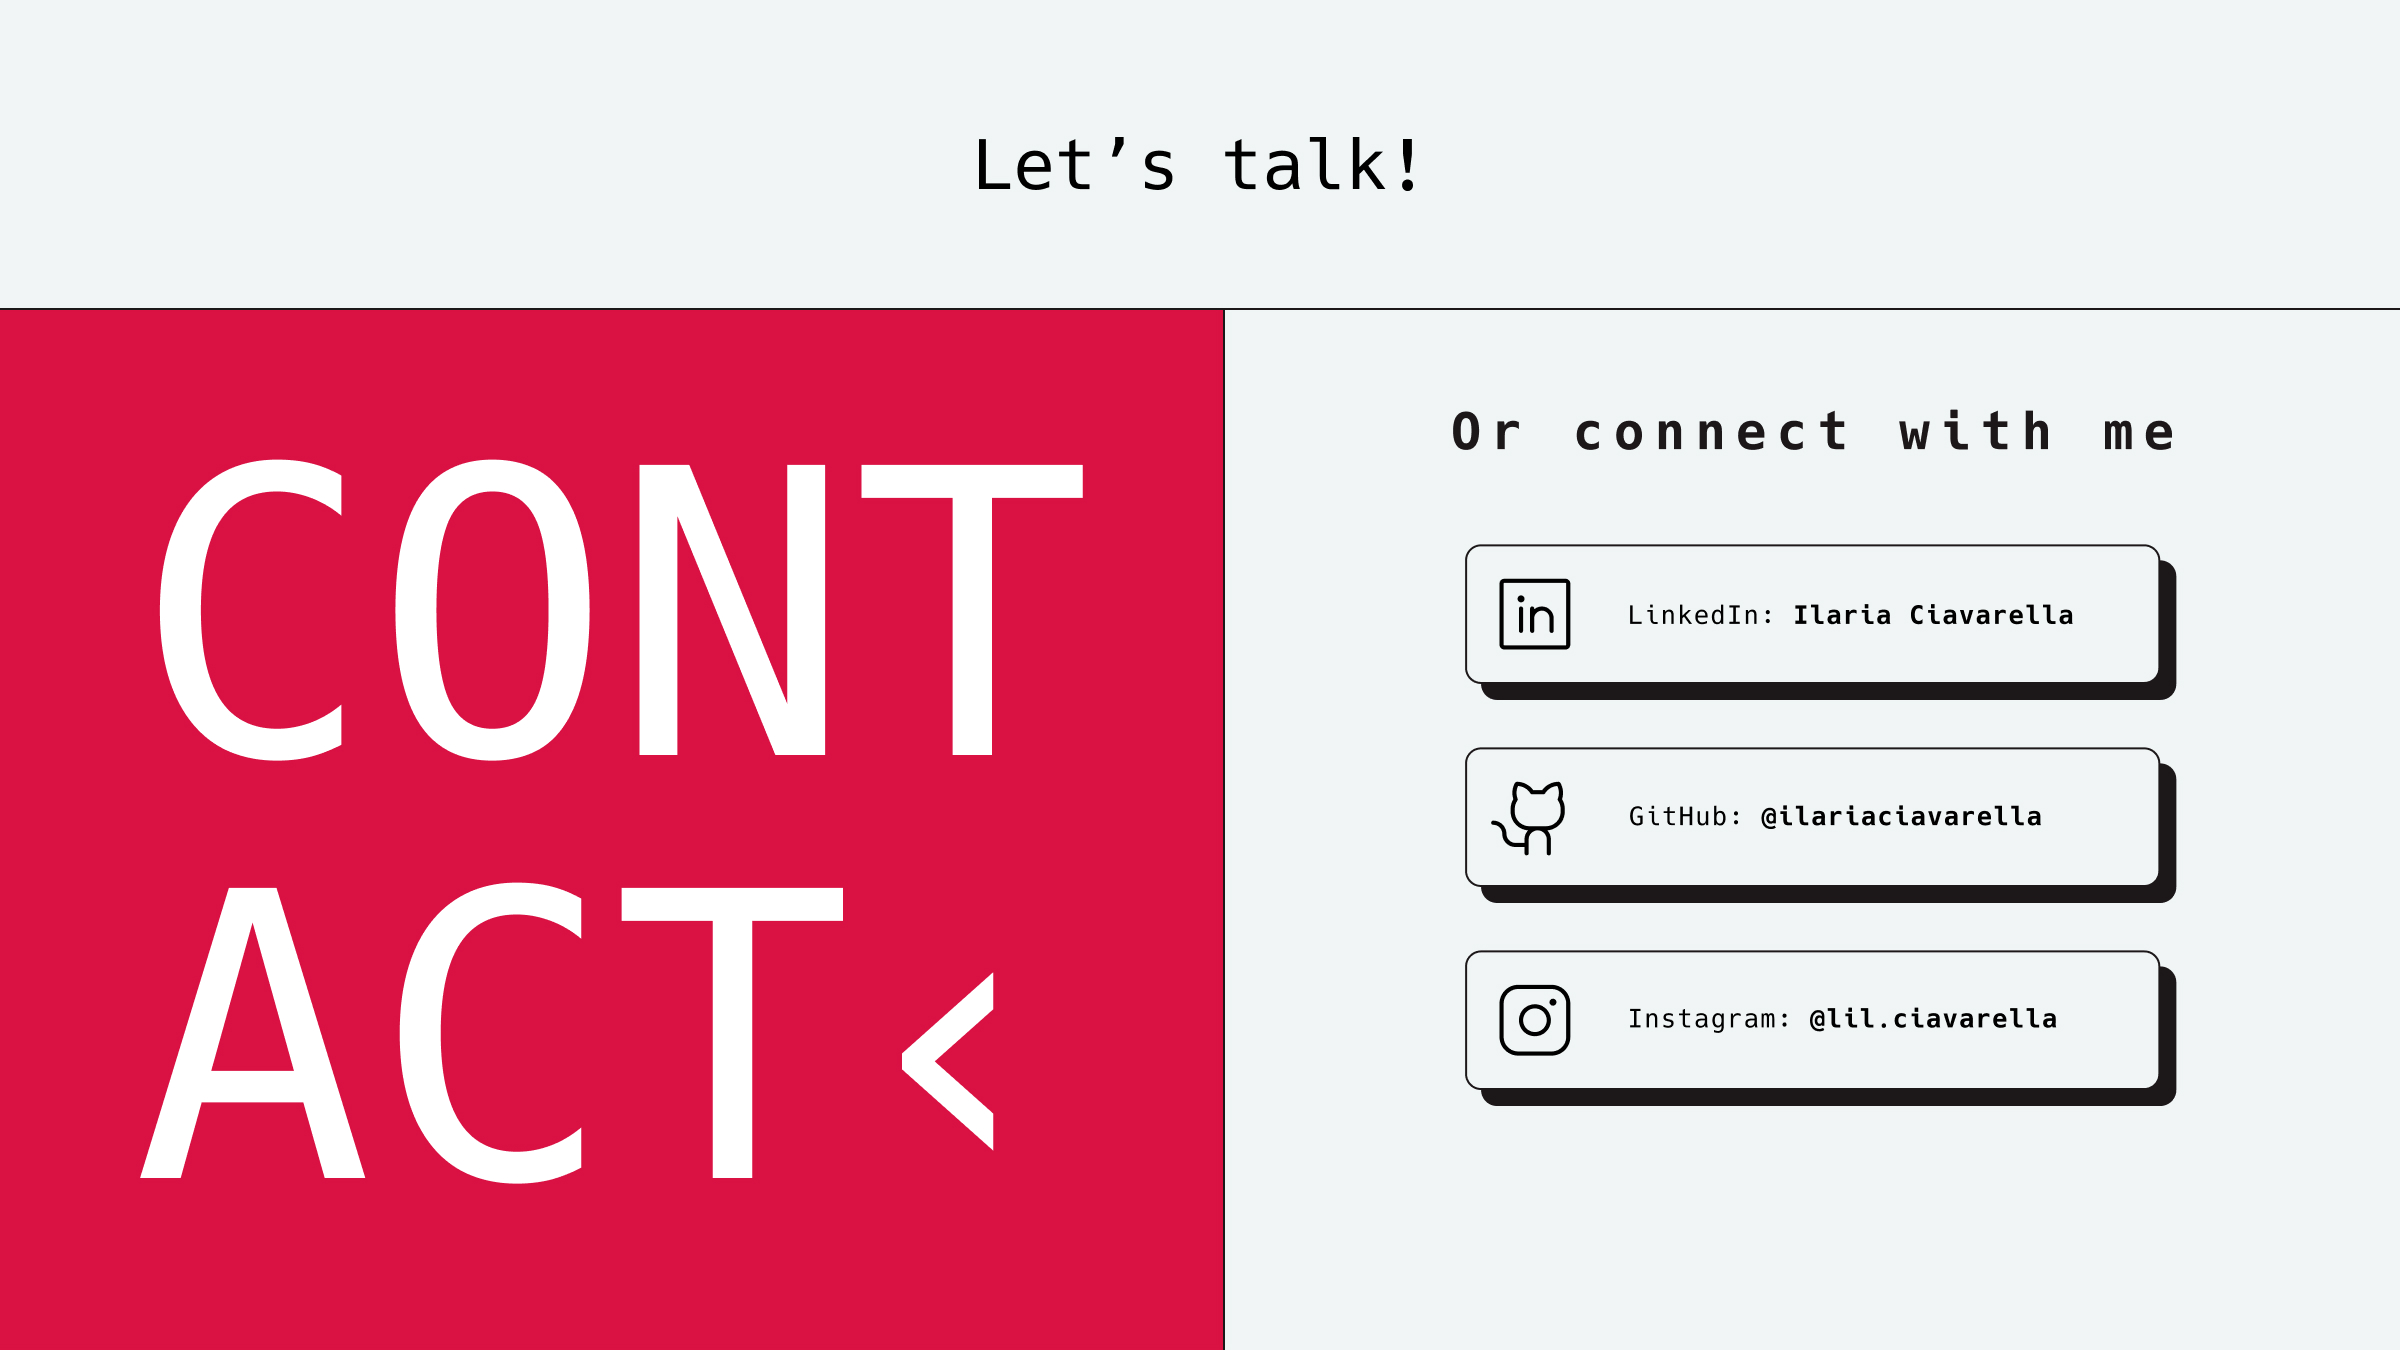 Let’s talk!
CONT
ACT<
Or connect with me
in
LinkedIn: Ilaria Ciavarella
GitHub: @ilariaciavarella
Instagram: @lil.ciavarella